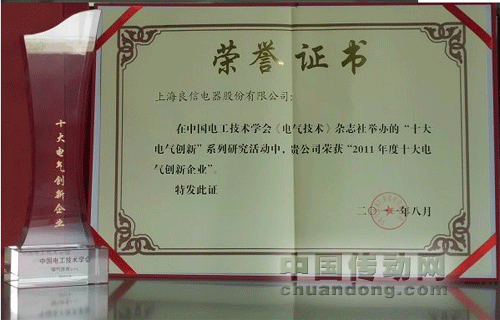 荣誉证书
上海良信电器股份有限公司:
在中国电工技术学会《电气技术》杂志社举办的“十大
电气创新”系列研究活动中,贵公司荣获“2011年度十大电
气创新企业”。
特发此证
二〇一一年八月
十大电气创新企业
中国电工技术学会
中国传动网
chuandong.com